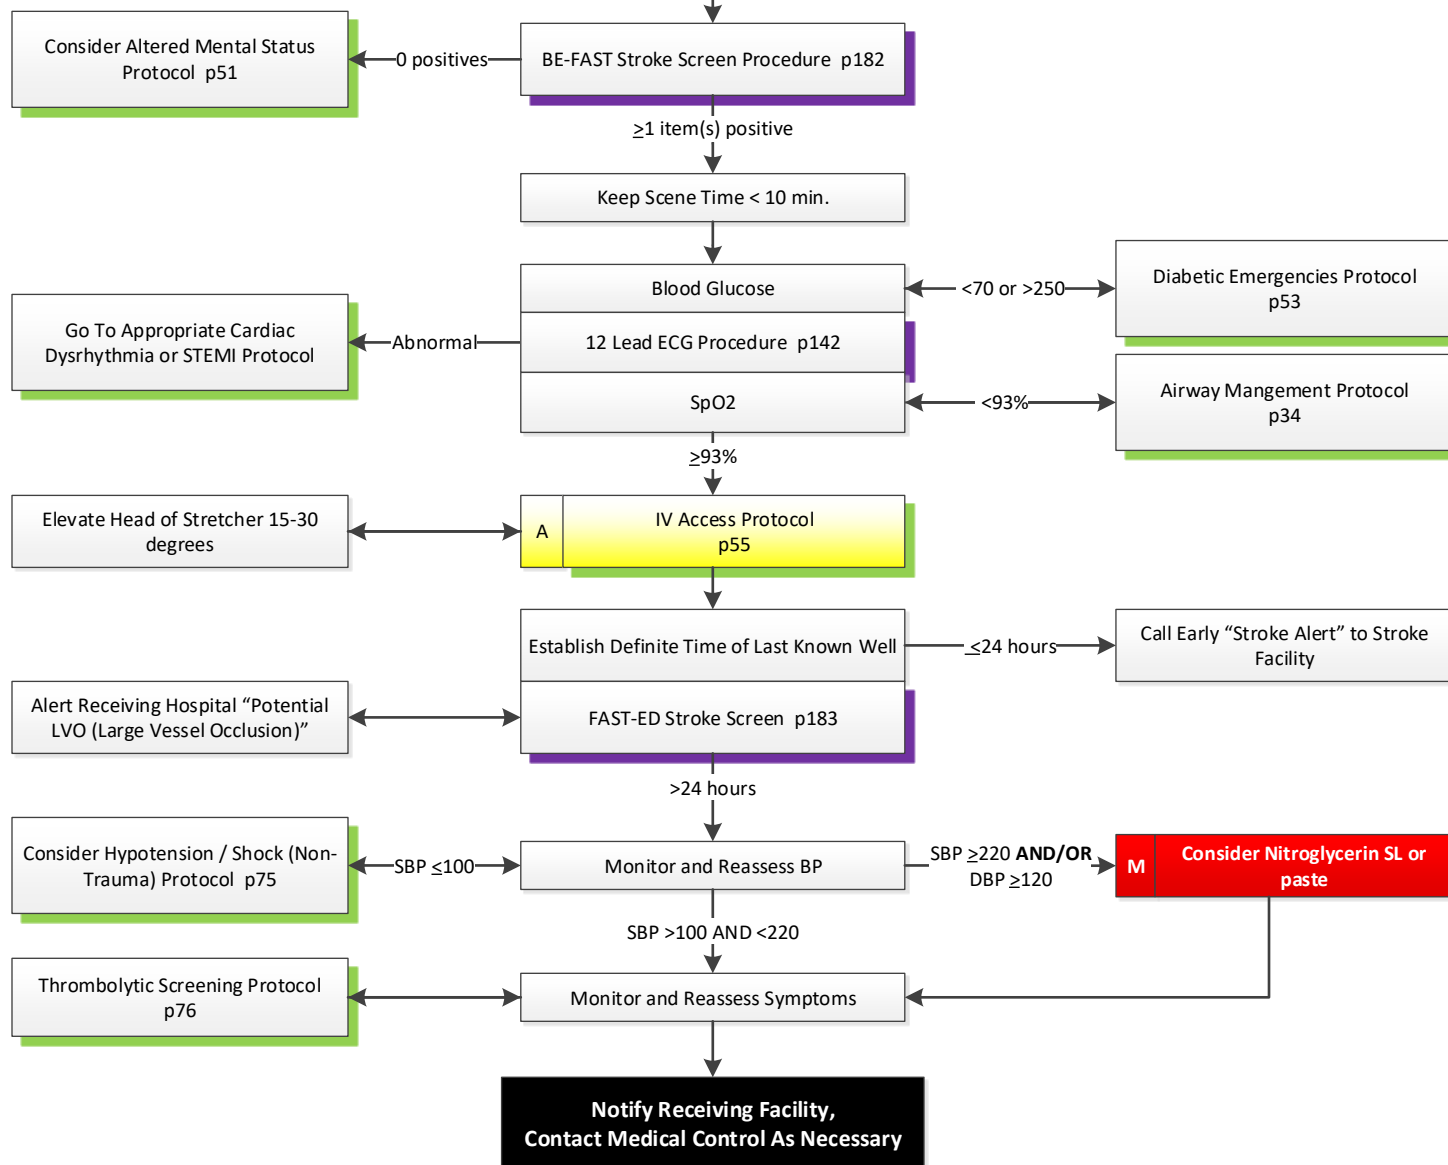 Consider Altered Mental Status
Protocol p51
0 positives
BE-FAST Stroke Screen Procedure p182
≥1 item(s) positive
Keep Scene Time < 10 min.
Blood Glucose
<70 or >250
Diabetic Emergencies Protocol
p53
Go To Appropriate Cardiac
Dysrhythmia or STEMI Protocol
Abnormal
12 Lead ECG Procedure p142
SpO2
<93%
Airway Mangement Protocol
p34
≥93%
Elevate Head of Stretcher 15-30
degrees
A
IV Access Protocol
p55
Establish Definite Time of Last Known Well
≤24 hours
Call Early “Stroke Alert” to Stroke
Facility
Alert Receiving Hospital “Potential
LVO (Large Vessel Occlusion)”
FAST-ED Stroke Screen p183
>24 hours
Consider Hypotension / Shock (Non-
Trauma) Protocol p75
SBP ≤100
Monitor and Reassess BP
SBP ≥220 AND/OR
DBP ≥120
M
Consider Nitroglycerin SL or
paste
SBP >100 AND <220
Thrombolytic Screening Protocol
p76
Monitor and Reassess Symptoms
Notify Receiving Facility,
Contact Medical Control As Necessary